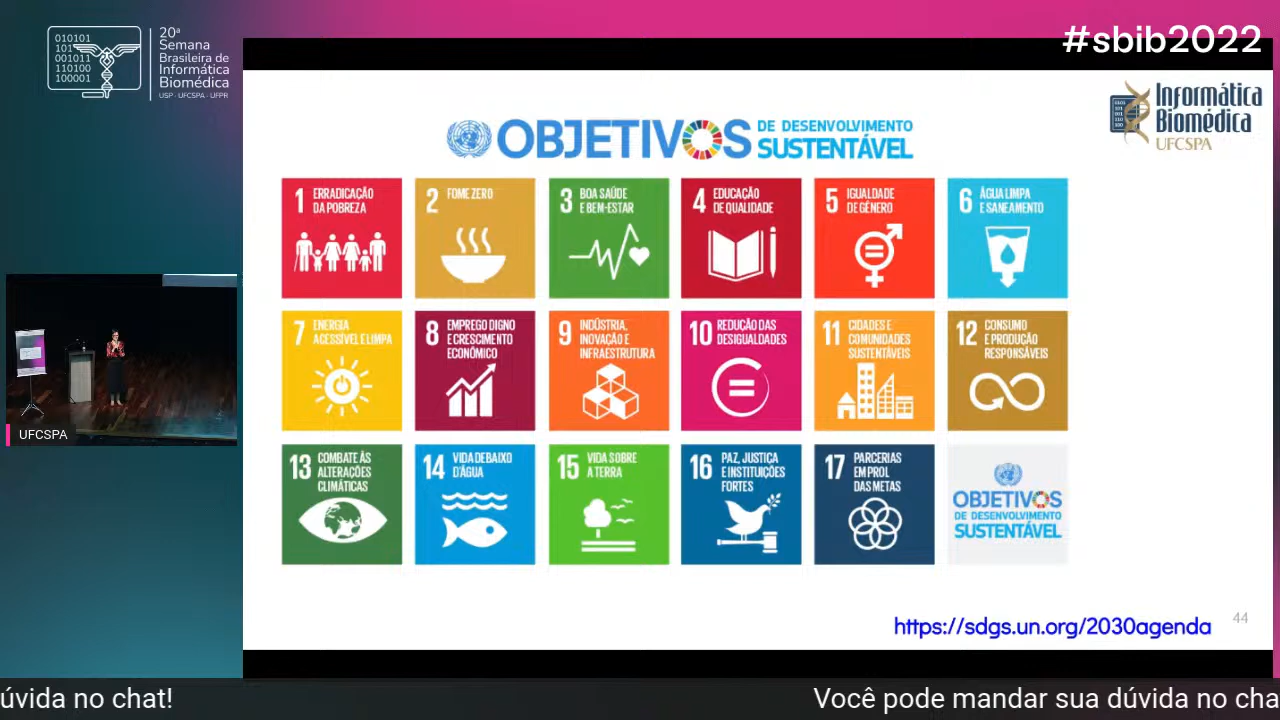 #sbib2022
010101
101
001011
110100
100001
20ª
Semana
Brasileira de
Informática
Biomédica
USP · UFCSPA · UFPR
Informática
Biomédica
UFCSPA
OBJETIVOS
DE DESENVOLVIMENTO
SUSTENTÁVEL
1 ERRADICAÇÃO
DA POBREZA
2 FOME ZERO
3 BOA SAÚDE
E BEM-ESTAR
4 EDUCAÇÃO
DE QUALIDADE
5 IGUALDADE
DE GÊNERO
6 ÁGUA LIMPA
E SANEAMENTO
7 ENERGIA
ACESSÍVEL E LIMPA
8 EMPREGO DIGNO
E CRESCIMENTO
ECONÔMICO
9 INDÚSTRIA,
INOVAÇÃO E
INFRAESTRUTURA
10 REDUÇÃO DAS
DESIGUALDADES
11 CIDADES E
COMUNIDADES
SUSTENTÁVEIS
12 CONSUMO
E PRODUÇÃO
RESPONSÁVEIS
13 COMBATE ÀS
ALTERAÇÕES
CLIMÁTICAS
14 VIDA DEBAIXO
D'ÁGUA
15 VIDA SOBRE
A TERRA
16 PAZ, JUSTIÇA
E INSTITUIÇÕES
FORTES
17 PARCERIAS
EM PROL
DAS METAS
OBJETIVOS
DE DESENVOLVIMENTO
SUSTENTÁVEL
UFCSPA
https://sdgs.un.org/2030agenda
44
úvida no chat!
Você pode mandar sua dúvida no cha